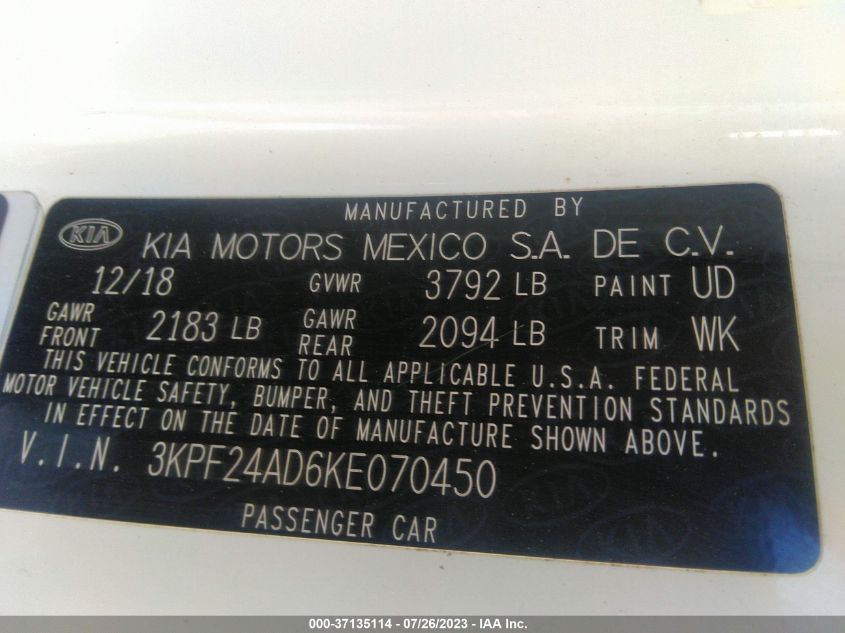 MANUFACTURED BY
KIA KIA MOTORS MEXICO S.A. DE C.V.
12/18 GVWR 3792 LB PAINT UD
GAWR FRONT 2183 LB GAWR REAR 2094 LB TRIM WK
THIS VEHICLE CONFORMS TO ALL APPLICABLE U.S.A. FEDERAL
MOTOR VEHICLE SAFETY, BUMPER, AND THEFT PREVENTION STANDARDS
IN EFFECT ON THE DATE OF MANUFACTURE SHOWN ABOVE.
V.I.N. 3KPF24AD6KE070450
PASSENGER CAR
000-37135114 - 07/26/2023 - IAA Inc.